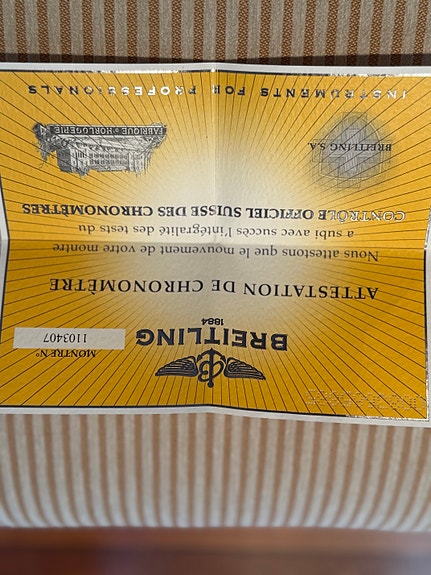 BREITLING
1884
MONTRE N°
1103407
ATTESTATION DE CHRONOMÈTRE
Nous attestons que le mouvement de votre montre
a subi avec succès l'intégralité des tests du
CONTRÔLE OFFICIEL SUISSE DES CHRONOMÈTRES
BREITLING S.A.
FABRIQUE D'HORLOGERIE
INSTRUMENTS FOR PROFESSIONALS